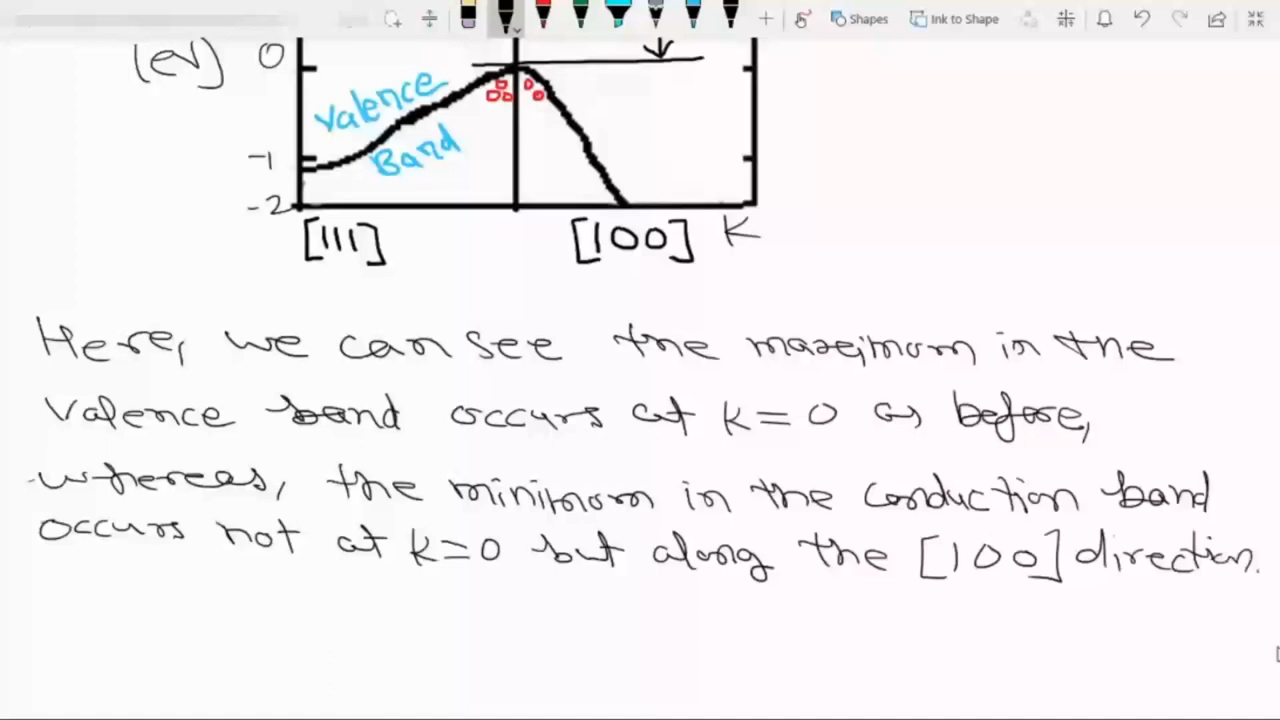 Shapes Ink to Shape
(eV) 0
Valence
Band
-1
-2
[111] [100] K
Here, we can see the maximum in the
Valence band occurs at k=0 as before,
whereas, the minimum in the conduction band
occurs not at k=0 but along the [100] direction.